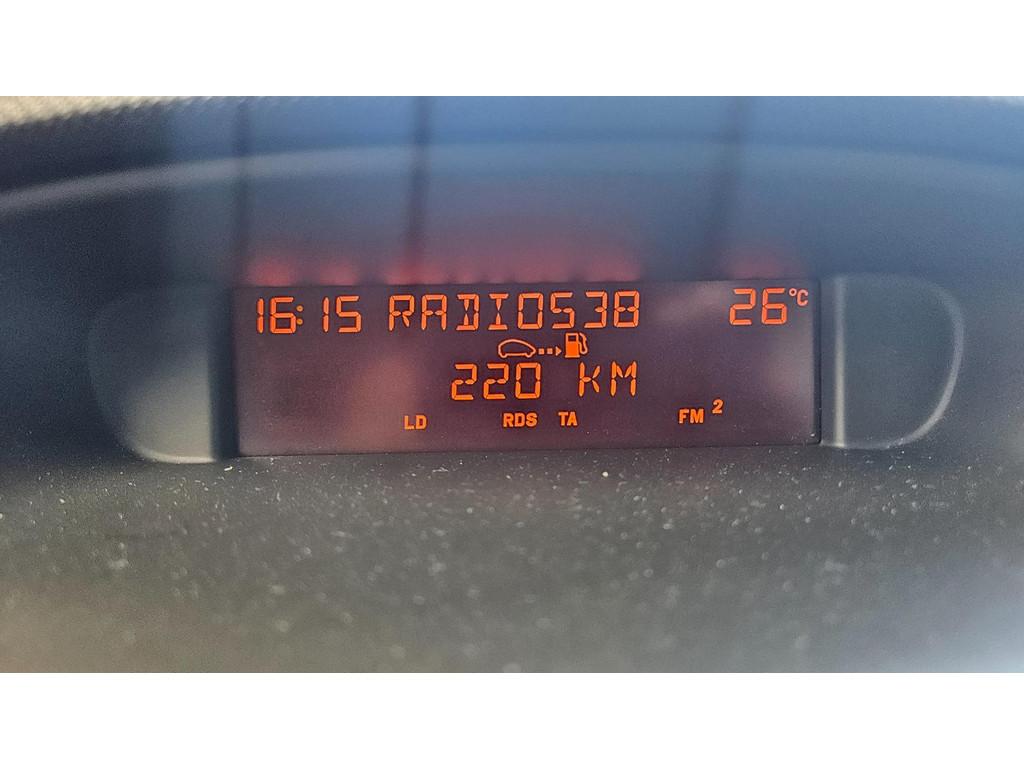 16:15 RADIO538 26°C
220 KM
LD RDS TA FM 2